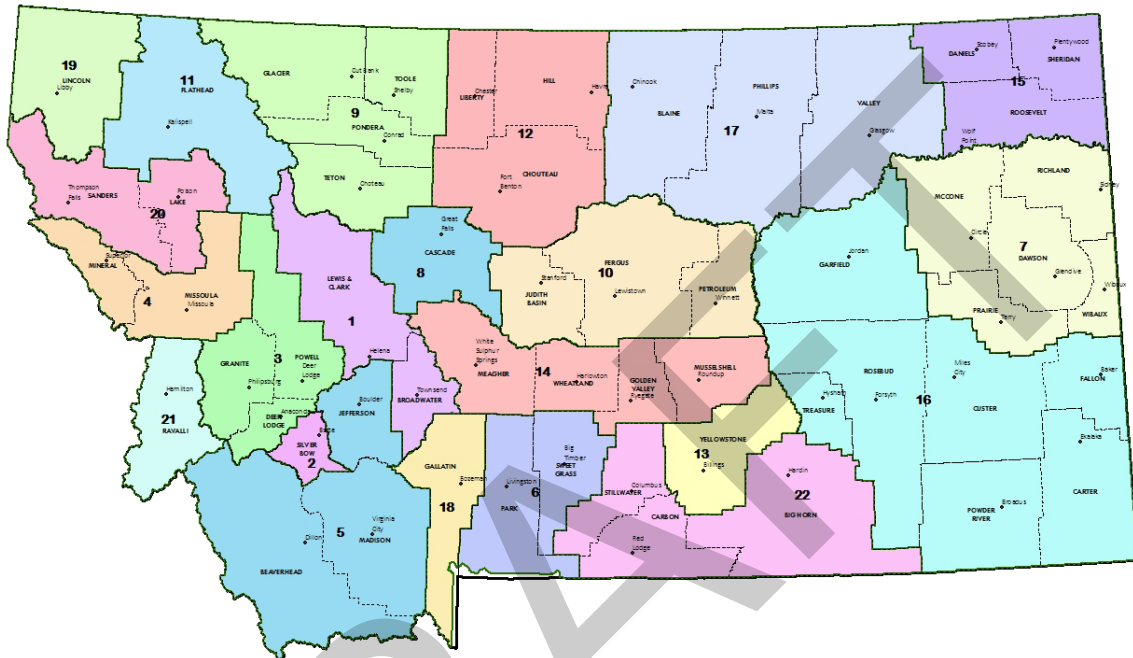 19
LINCOLN
Libby
11
FLATHEAD
Kalispell
GLACIER
Cut Bank
TOOLE
Shelby
9
PONDERA
Conrad
TETON
Choteau
LIBERTY
Chester
HILL
Havre
12
CHOUTEAU
Fort
Benton
Chinook
BLAINE
PHILLIPS
Malta
17
VALLEY
Glasgow
DANIELS
Scobey
Plentywood
SHERIDAN
15
ROOSEVELT
Wolf
Point
Thompson
Falls
SANDERS
Polson
LAKE
20
Superior
MINERAL
4
MISSOULA
Missoula
LEWIS &
CLARK
1
Helena
Great
Falls
CASCADE
8
Stanford
JUDITH
BASIN
FERGUS
10
Lewistown
PETROLEUM
Winnett
Jordan
GARFIELD
MCCONE
Circle
RICHLAND
Sidney
7
DAWSON
Glendive
Wibaux
WIBAUX
PRAIRIE
Terry
3
GRANITE
Philipsburg
POWELL
Deer
Lodge
Anaconda
DEER
LODGE
Hamilton
21
RAVALLI
Butte
SILVER
BOW
2
Boulder
JEFFERSON
Townsend
BROADWATER
White
Sulphur
Springs
MEAGHER
14
Harlowton
WHEATLAND
GOLDEN
VALLEY
Ryegate
MUSSELSHELL
Roundup
Hysham
TREASURE
ROSEBUD
Forsyth
Miles
City
16
CUSTER
FALLON
Baker
Ekalaka
CARTER
POWDER
RIVER
Broadus
YELLOWSTONE
13
Billings
GALLATIN
Bozeman
18
Livingston
PARK
6
Big
Timber
SWEET
GRASS
STILLWATER
Columbus
CARBON
Red
Lodge
Hardin
22
BIG HORN
5
Dillon
BEAVERHEAD
Virginia
City
MADISON
DRAFT